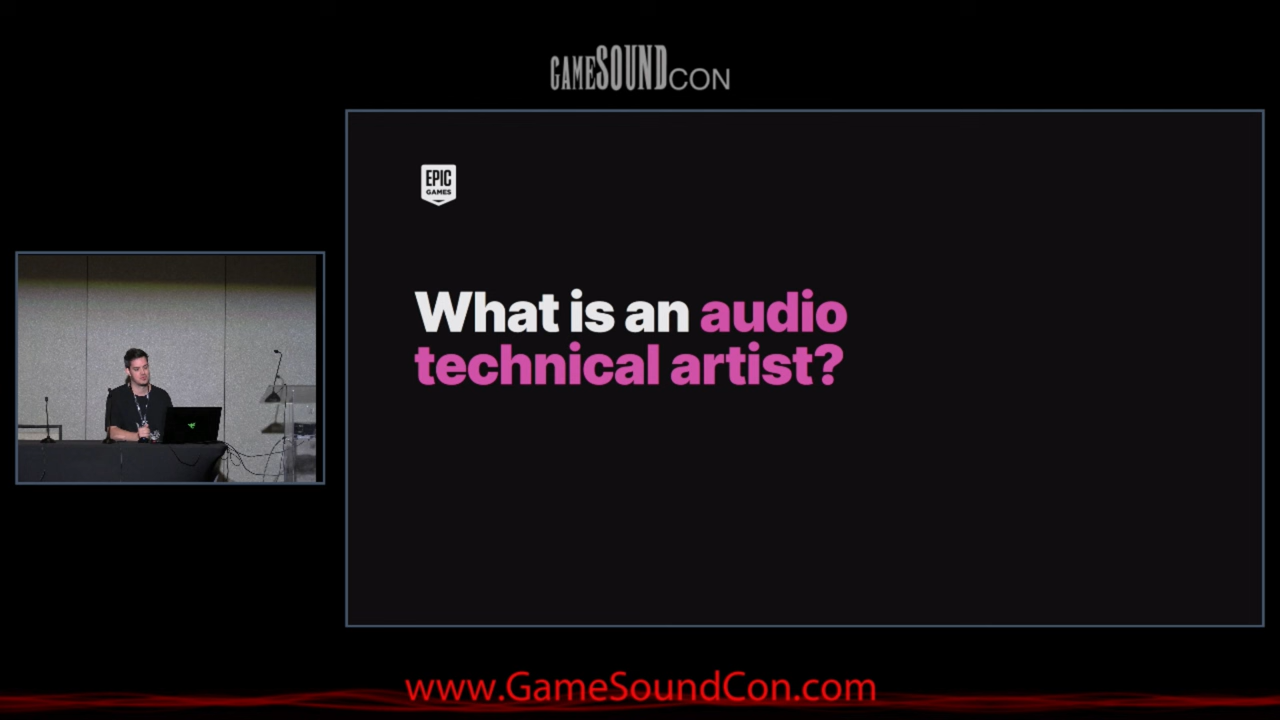 GAMESOUNDCON
EPIC
GAMES
What is an audio
technical artist?
www.GameSoundCon.com